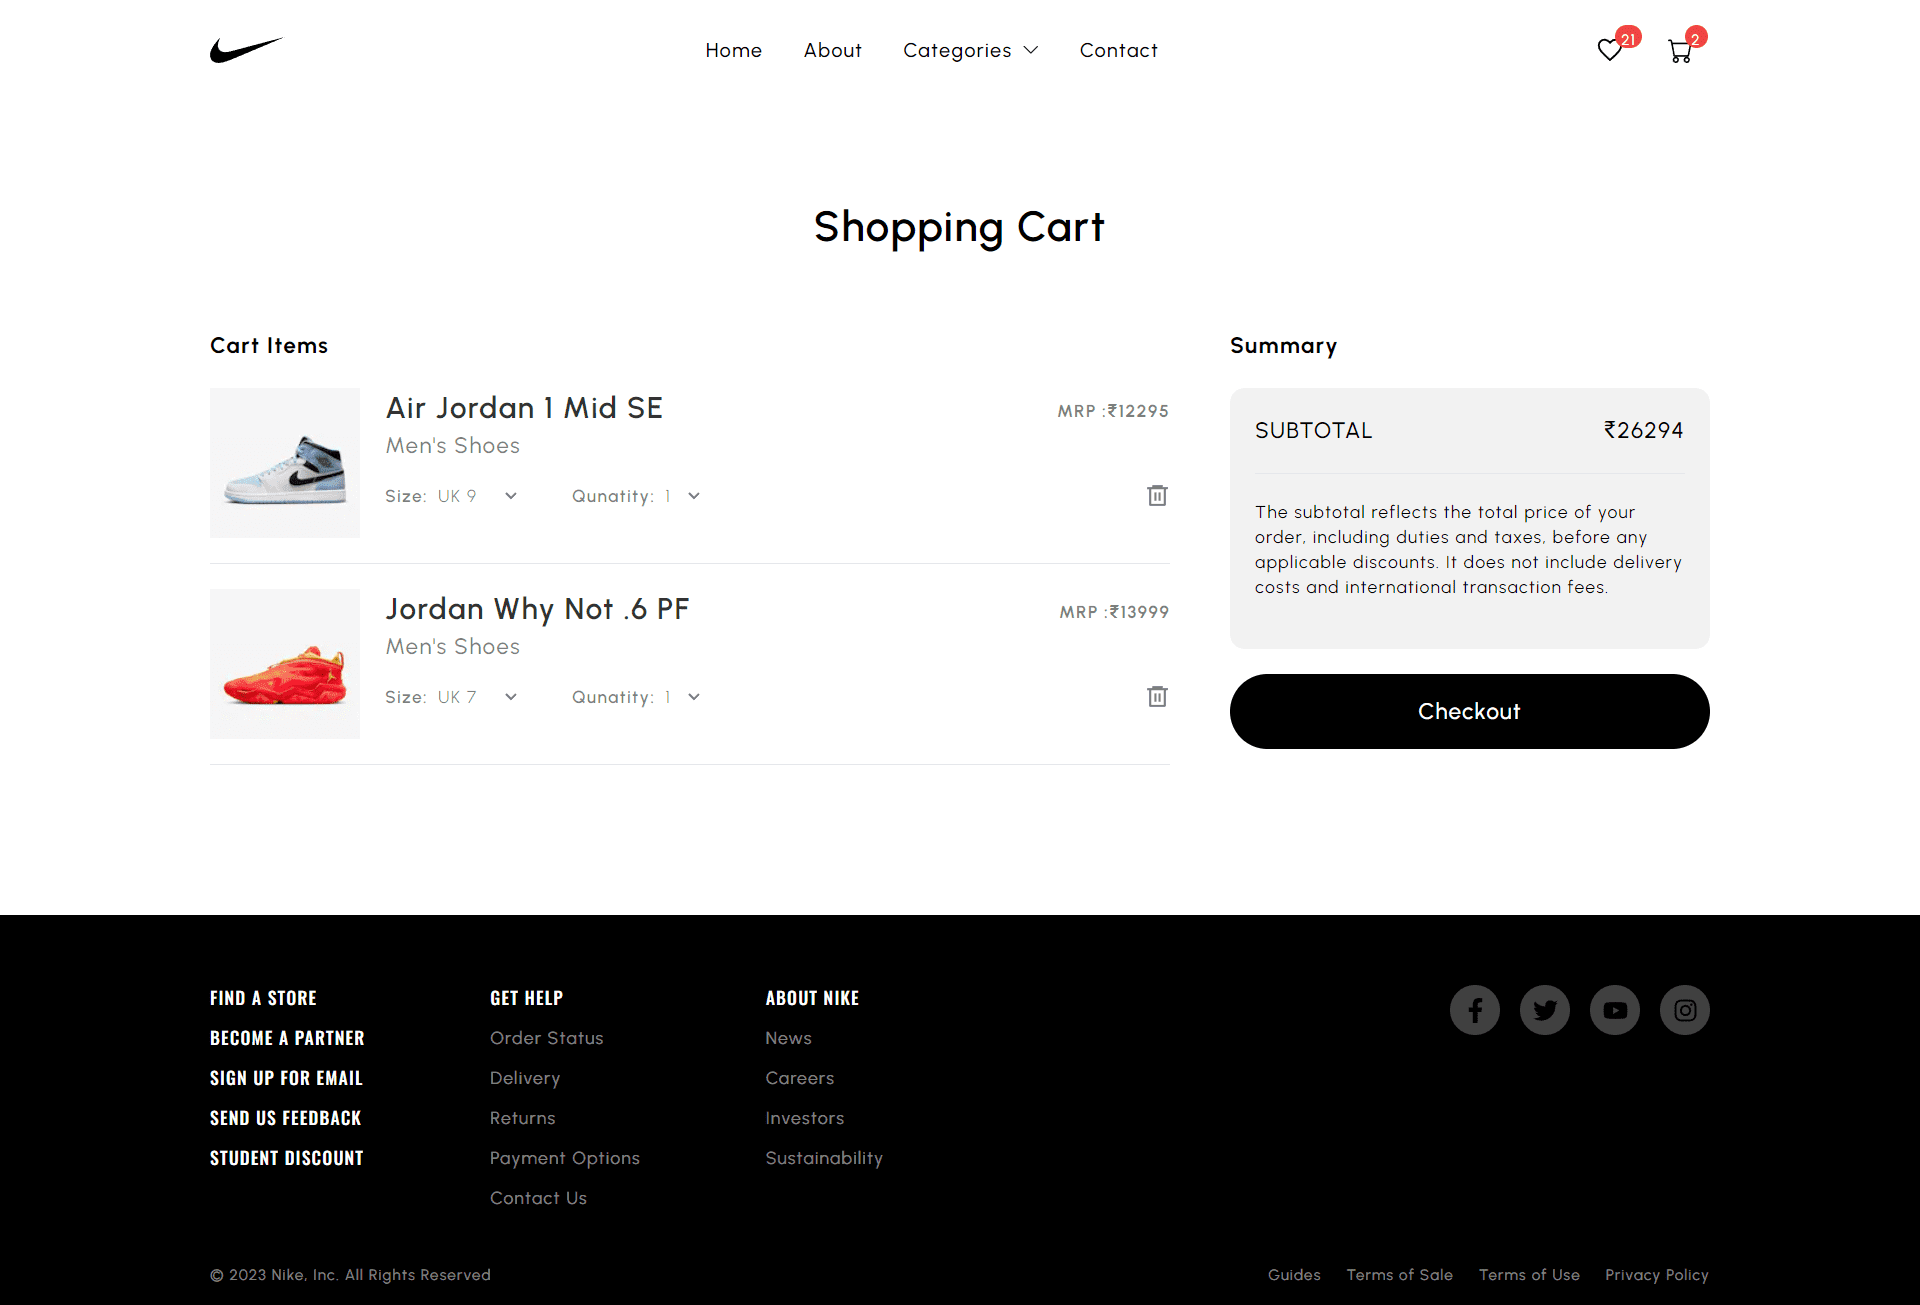 Home About Categories Contact 21 2
Shopping Cart
Cart Items
Air Jordan 1 Mid SE MRP :₹12295
Men's Shoes
Size: UK 9 Qunatity: 1
Jordan Why Not .6 PF MRP :₹13999
Men's Shoes
Size: UK 7 Qunatity: 1
Summary
SUBTOTAL ₹26294
The subtotal reflects the total price of your
order, including duties and taxes, before any
applicable discounts. It does not include delivery
costs and international transaction fees.
Checkout
FIND A STORE
BECOME A PARTNER
SIGN UP FOR EMAIL
SEND US FEEDBACK
STUDENT DISCOUNT
GET HELP
Order Status
Delivery
Returns
Payment Options
Contact Us
ABOUT NIKE
News
Careers
Investors
Sustainability
© 2023 Nike, Inc. All Rights Reserved
Guides Terms of Sale Terms of Use Privacy Policy